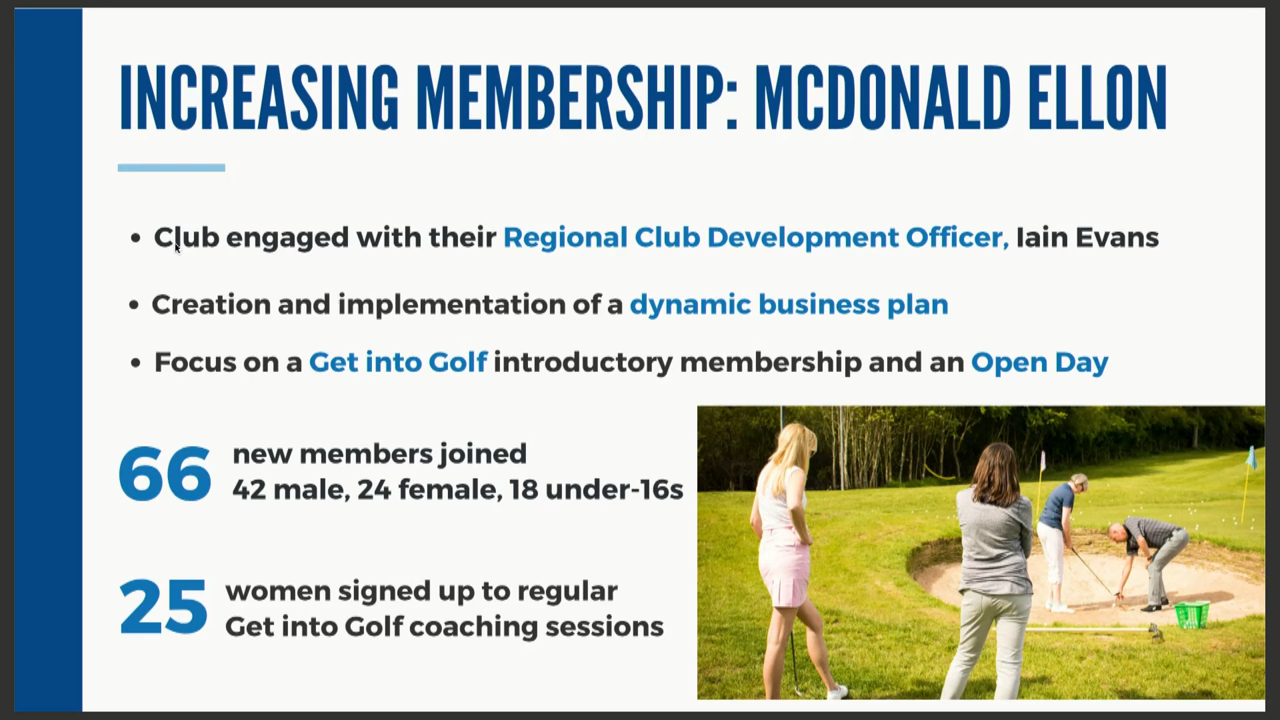 INCREASING MEMBERSHIP: MCDONALD ELLON
• Club engaged with their Regional Club Development Officer, Iain Evans
• Creation and implementation of a dynamic business plan
• Focus on a Get into Golf introductory membership and an Open Day
66 new members joined
42 male, 24 female, 18 under-16s
25 women signed up to regular
Get into Golf coaching sessions